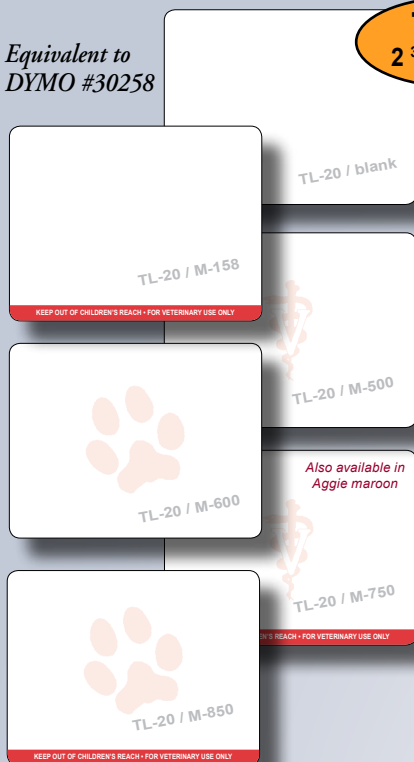 Equivalent to
DYMO #30258
2
TL-20 / blank
TL-20 / M-158
KEEP OUT OF CHILDREN'S REACH • FOR VETERINARY USE ONLY
V
TL-20 / M-500
TL-20 / M-600
Also available in
Aggie maroon
V
TL-20 / M-750
EN'S REACH • FOR VETERINARY USE ONLY
TL-20 / M-850
KEEP OUT OF CHILDREN'S REACH • FOR VETERINARY USE ONLY